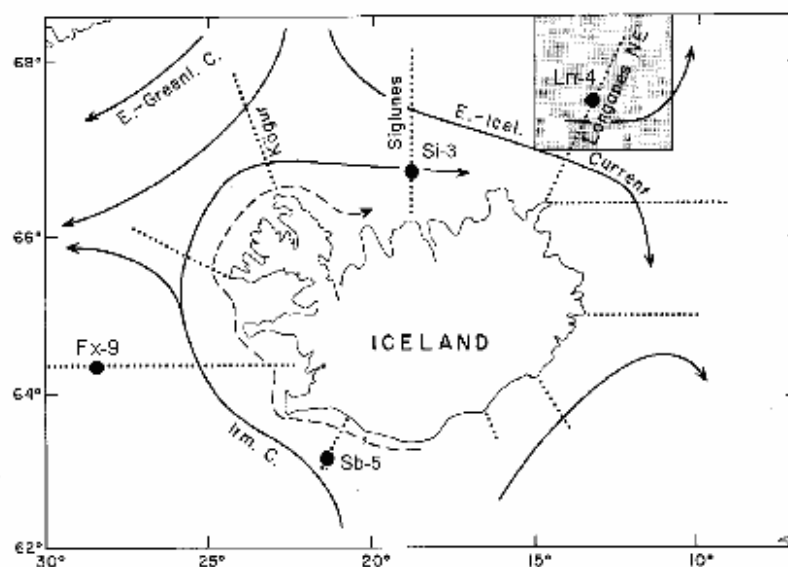 68°
66°
64°
62°
30°
25°
20°
15°
10°
E.-Greenl. C.
Kogur
Siglunes
Si-3
E.-Icel.
Current
Ln-4
Langanes NE
Fx-9
ICELAND
Irm. C.
Sb-5